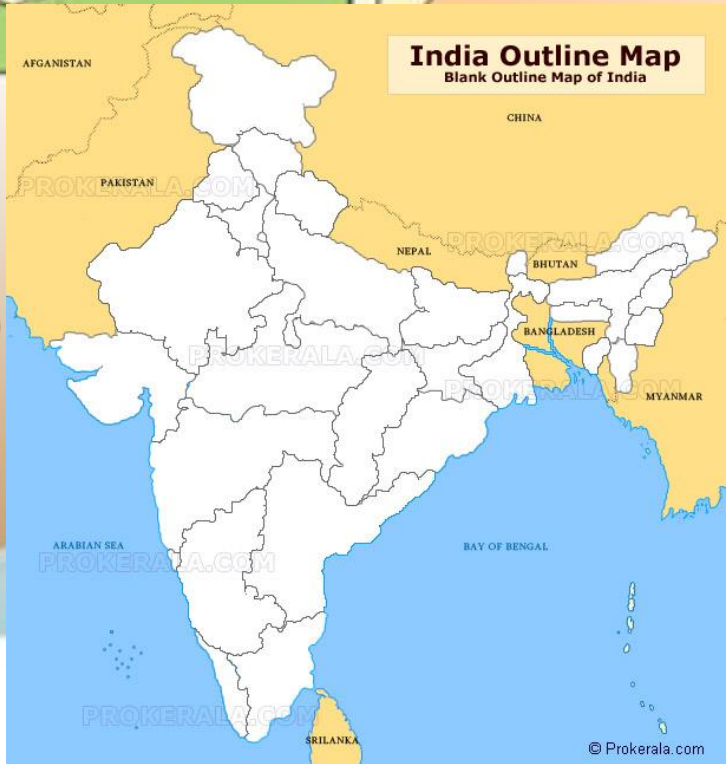 India Outline Map
Blank Outline Map of India
AFGANISTAN
CHINA
PAKISTAN
PROKERALA.COM
NEPAL
PROKERALA.COM
BHUTAN
BANGLADESH
PROKERALA.COM
PROKERALA.COM
MYANMAR
ARABIAN SEA
BAY OF BENGAL
PROKERALA.COM
PROKERALA.COM
SRILANKA
© Prokerala.com